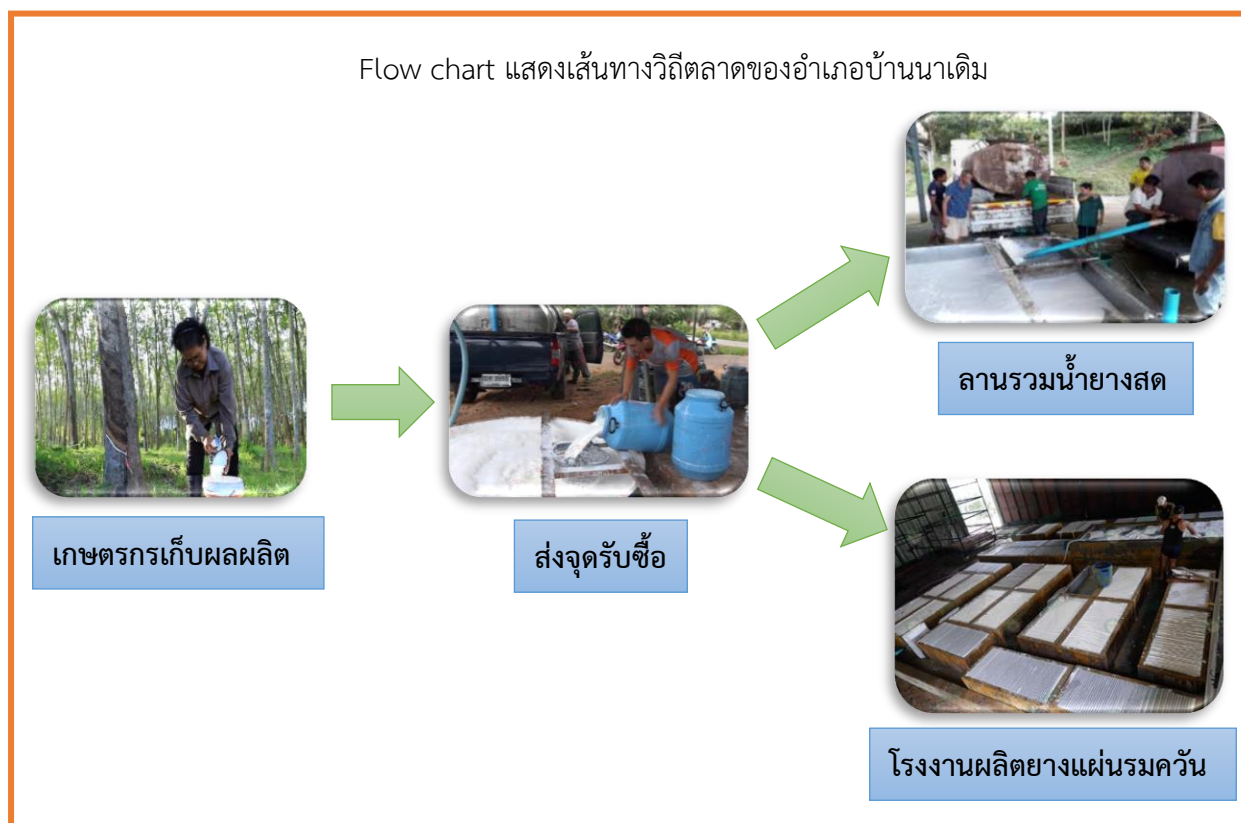 Flow chart แสดงเส้นทางวิถีตลาดของอำเภอบ้านนาเดิม
ลานรวมน้ำยางสด
เกษตรกรเก็บผลผลิต
ส่งจุดรับซื้อ
โรงงานผลิตยางแผ่นรมควัน